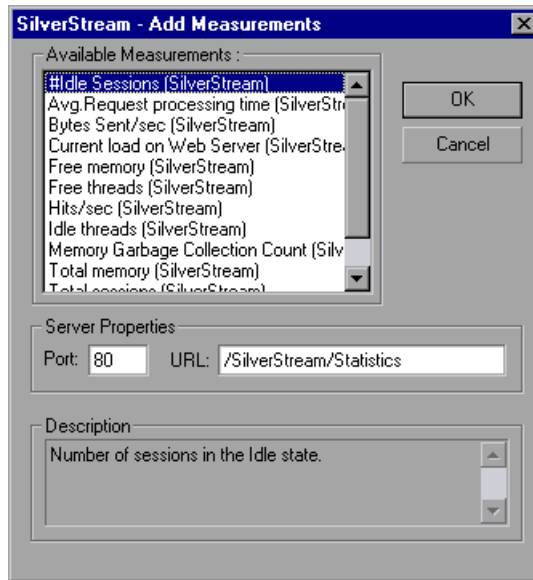 SilverStream - Add Measurements
Available Measurements :
#Idle Sessions (SilverStream)
Avg.Request processing time (SilverStr
Bytes Sent/sec (SilverStream)
Current load on Web Server (SilverStre
Free memory (SilverStream)
Free threads (SilverStream)
Hits/sec (SilverStream)
Idle threads (SilverStream)
Memory Garbage Collection Count (Silv
Total memory (SilverStream)
Total sessions (SilverStream)
OK
Cancel
Server Properties
Port: 80 URL: /SilverStream/Statistics
Description
Number of sessions in the Idle state.